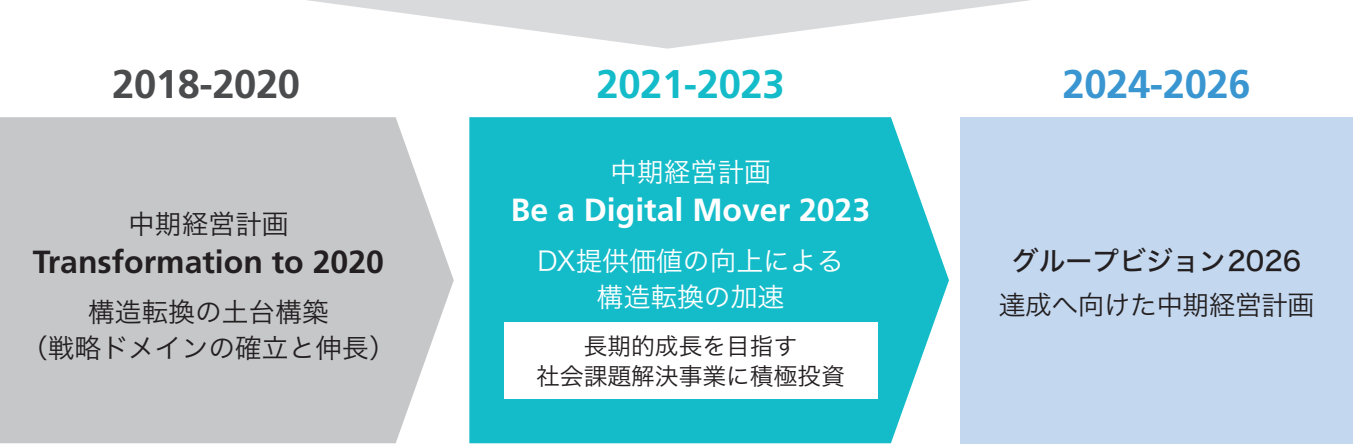 2018-2020
中期経営計画
Transformation to 2020
構造転換の土台構築
（戦略ドメインの確立と伸長）
2021-2023
中期経営計画
Be a Digital Mover 2023
DX提供価値の向上による
構造転換の加速
長期的成長を目指す
社会課題解決事業に積極投資
2024-2026
グループビジョン2026
達成へ向けた中期経営計画